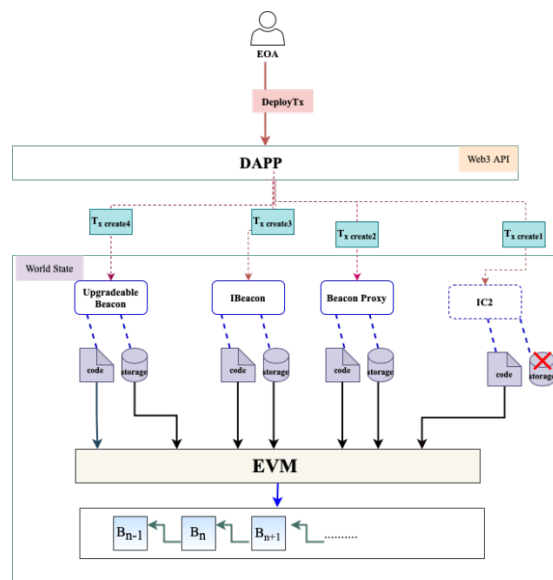 EOA
DeployTx
DAPP
Web3 API
Tx create4
Tx create3
Tx create2
Tx create1
World State
Upgradeable
Beacon
IBeacon
Beacon Proxy
IC2
code
storage
code
storage
code
storage
code
storage
EVM
Bn-1
Bn
Bn+1
..........